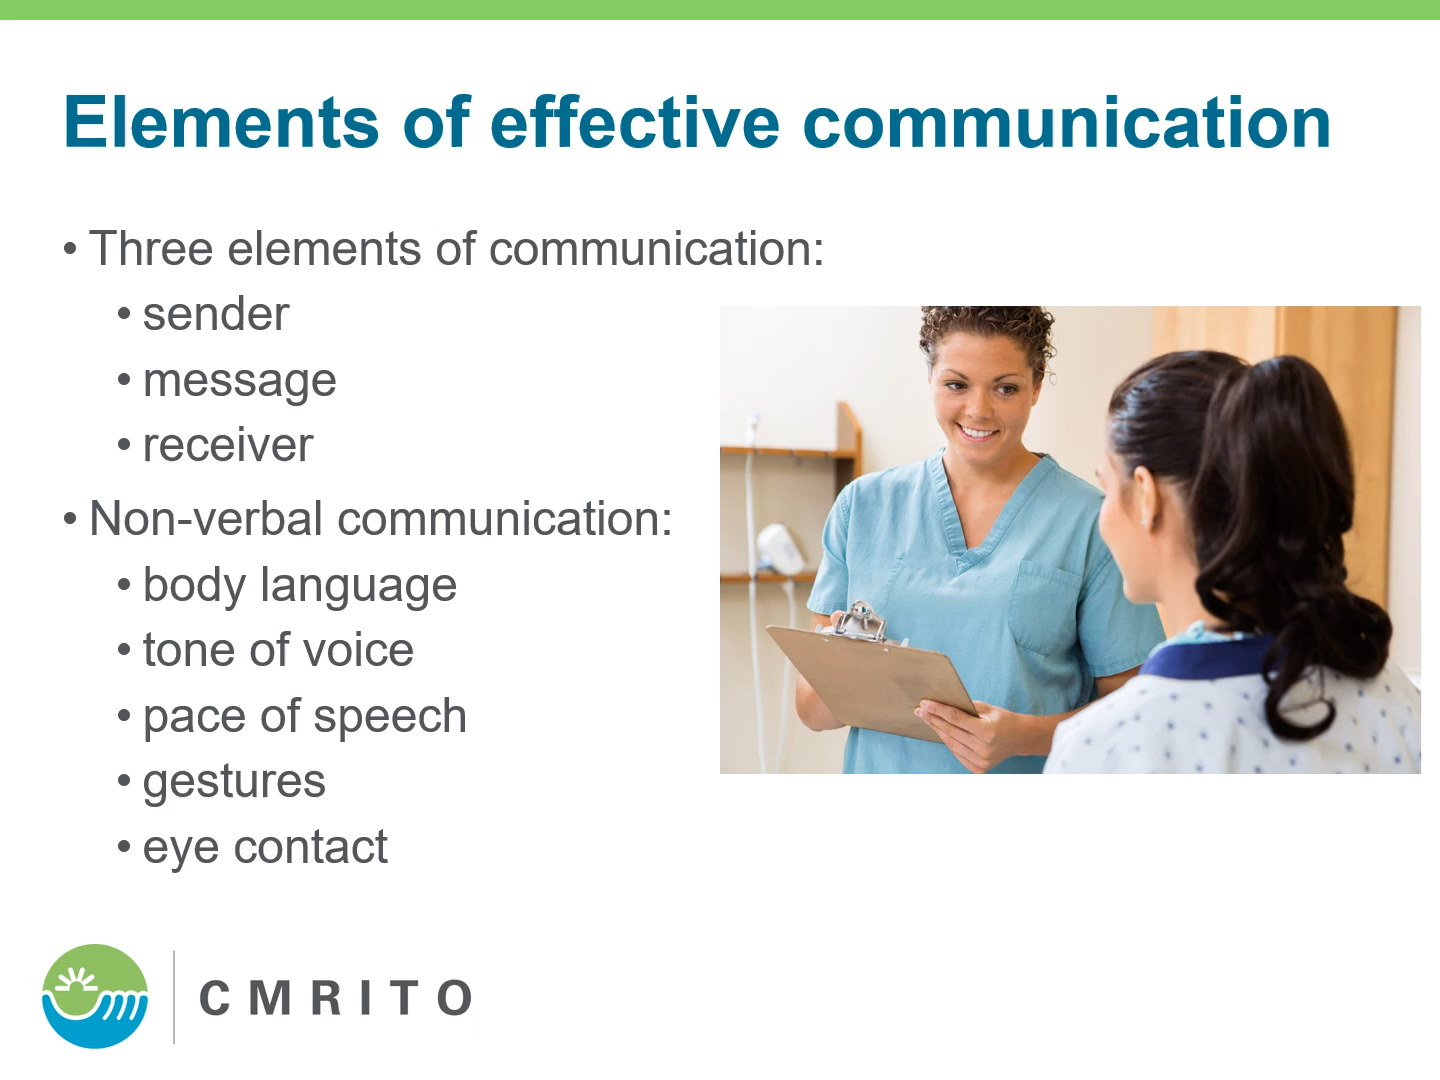 Elements of effective communication
• Three elements of communication:
• sender
• message
• receiver
• Non-verbal communication:
• body language
• tone of voice
• pace of speech
• gestures
• eye contact
CMRITO